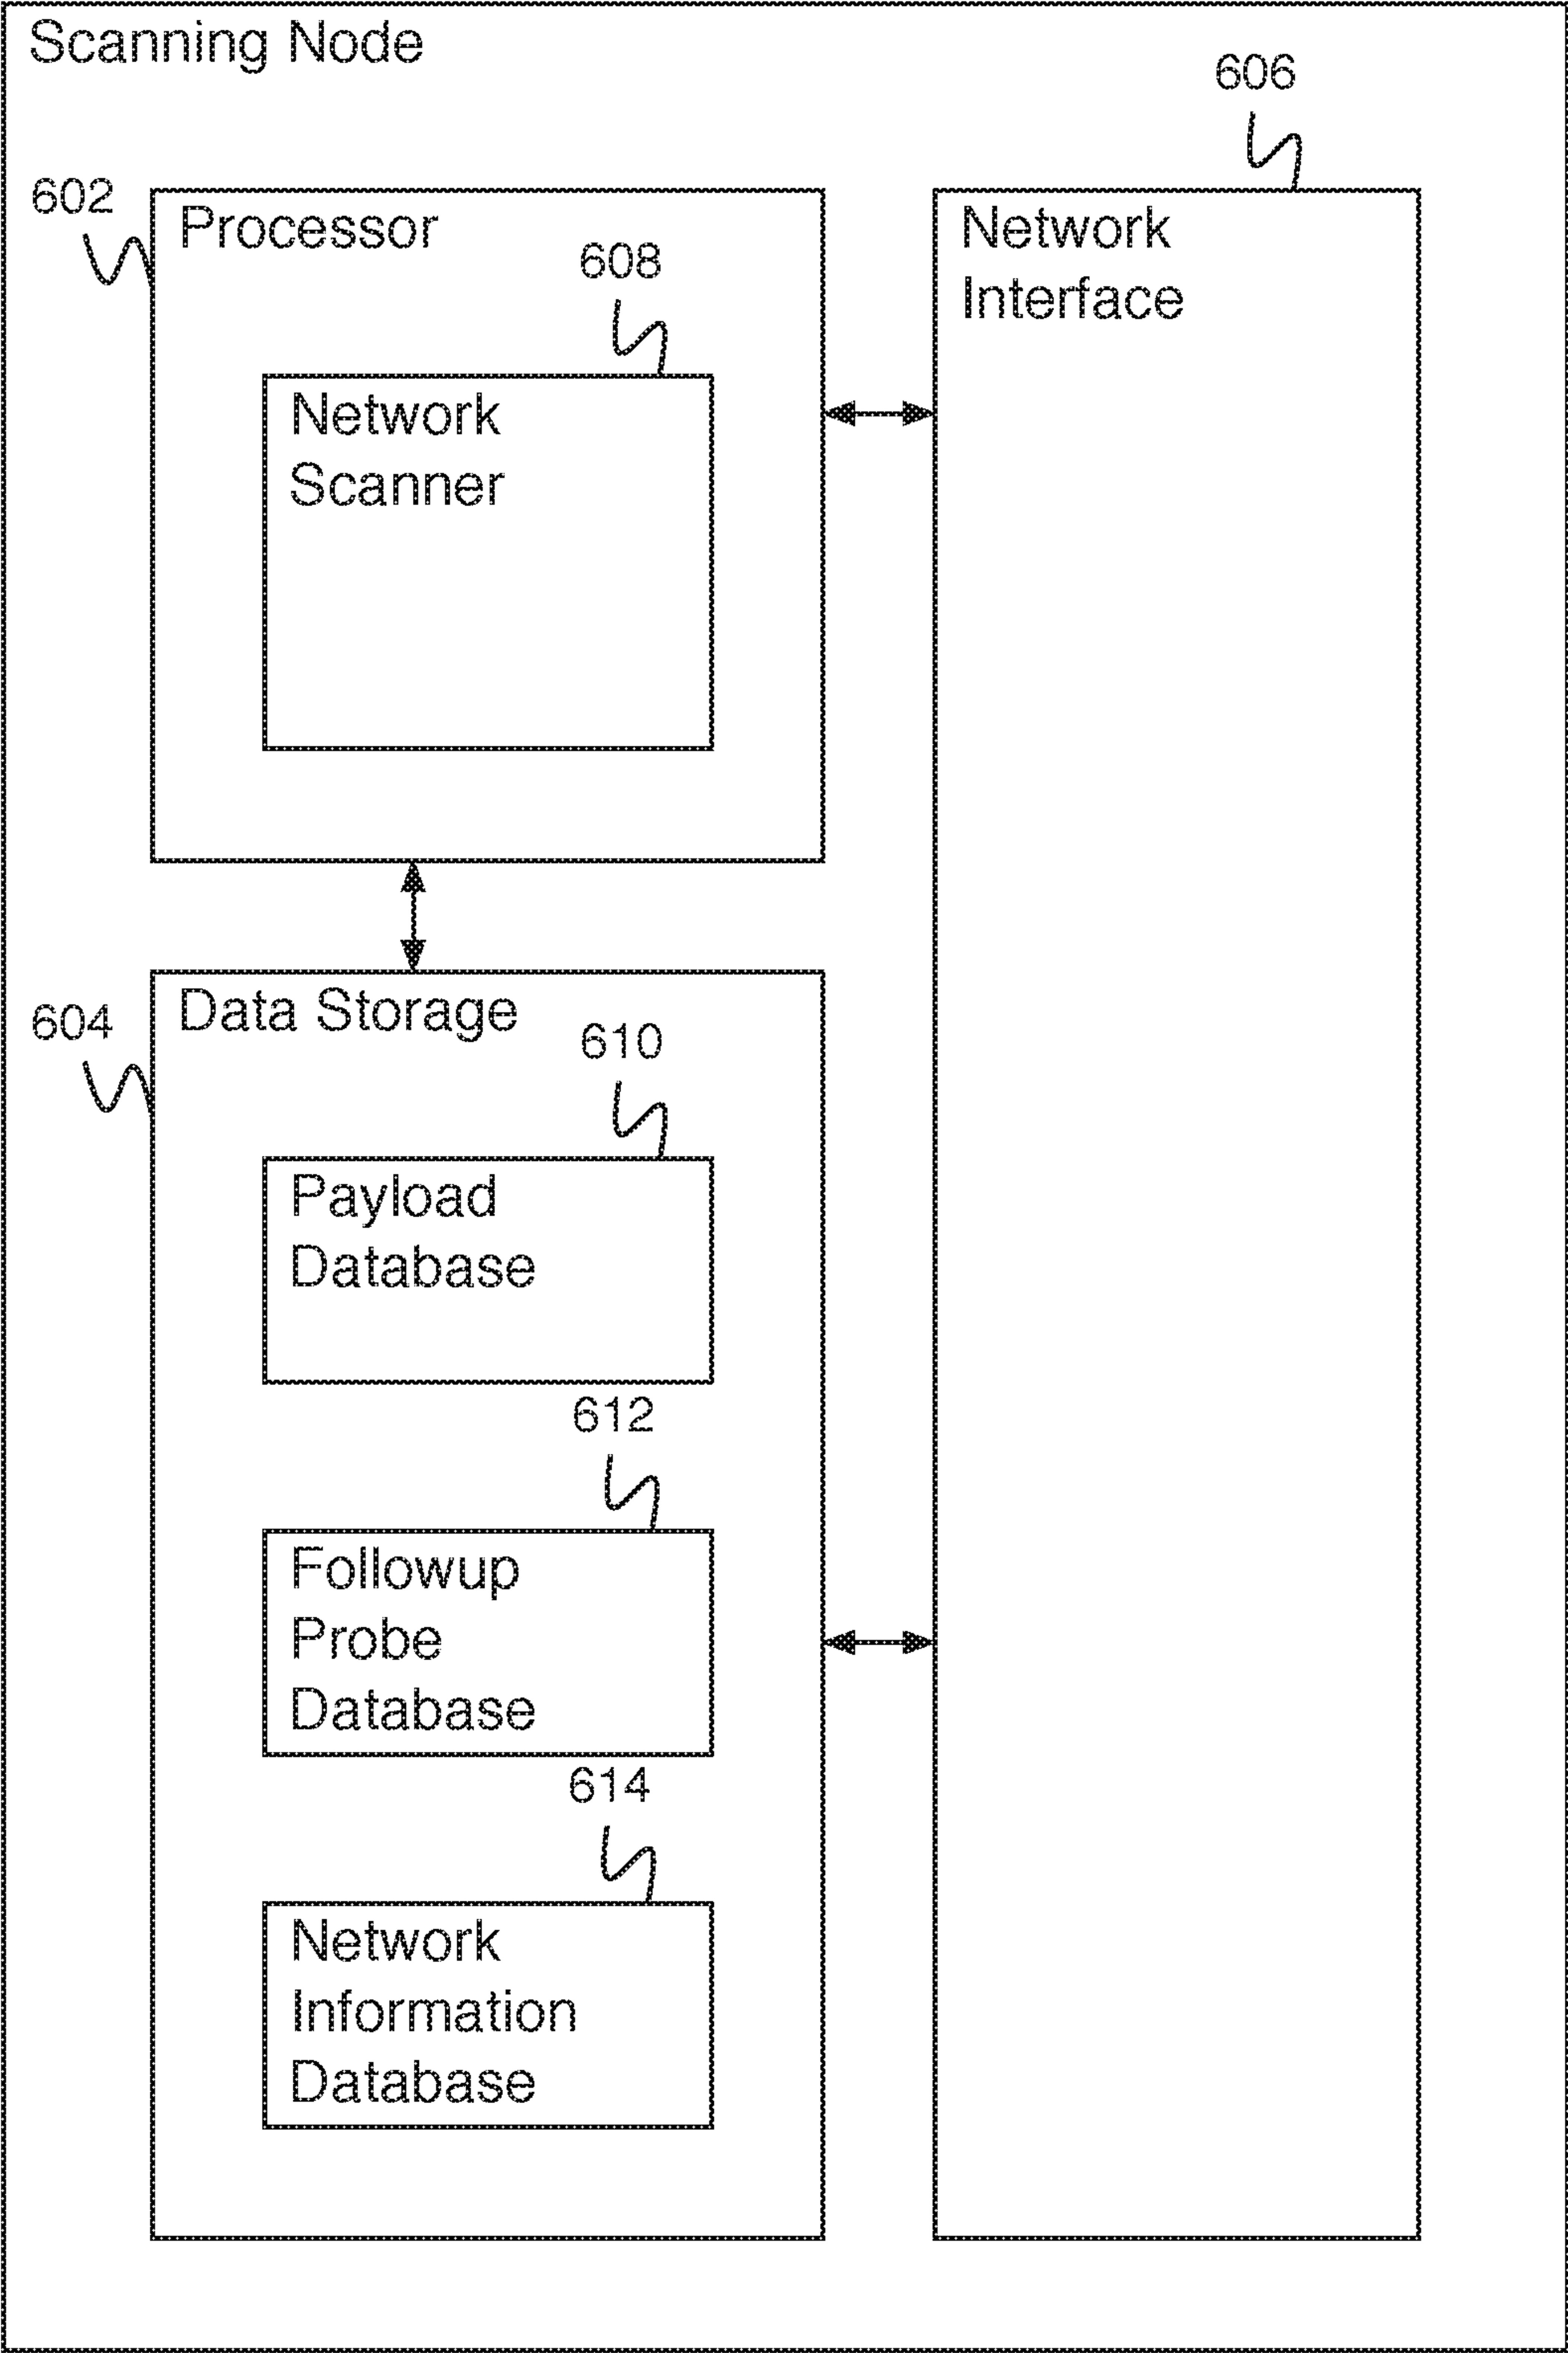 Scanning Node
606
602
Processor
Network
Interface
608
Network
Scanner
604
Data Storage
610
Payload
Database
612
Followup
Probe
Database
614
Network
Information
Database